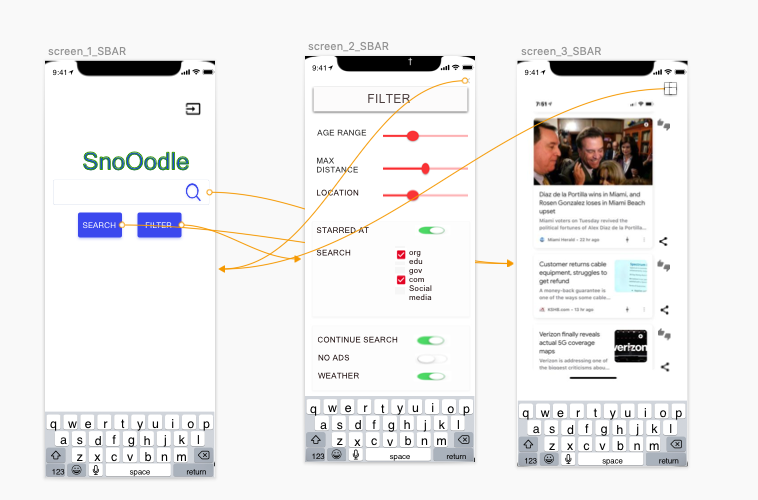 screen_1_SBAR
9:41
SnoOodle
SEARCH
FILTER
q w e r t y u i o p
a s d f g h j k l
z x c v b n m
123
space
return
screen_2_SBAR
9:41
FILTER
AGE RANGE
MAX
DISTANCE
LOCATION
STARRED AT
SEARCH
org
edu
gov
com
Social
media
CONTINUE SEARCH
NO ADS
WEATHER
q w e r t y u i o p
a s d f g h j k l
z x c v b n m
123
space
return
screen_3_SBAR
9:41
7:51
Diaz de la Portilla wins in Miami, and
Rosen Gonzalez loses in Miami Beach
upset
Miami voters on Tuesday revived the
political fortunes of Alex Diaz de la Portilla...
Miami Herald • 22 hr ago
Customer returns cable
equipment, struggles to
get refund
A money-back guarantee is
one of the ways some cable...
KSHB.com • 12 hr ago
Verizon finally reveals
actual 5G coverage
maps
Verizon is addressing one of
the biggest criticisms abou...
verizon
q w e r t y u i o p
a s d f g h j k l
z x c v b n m
123
space
return